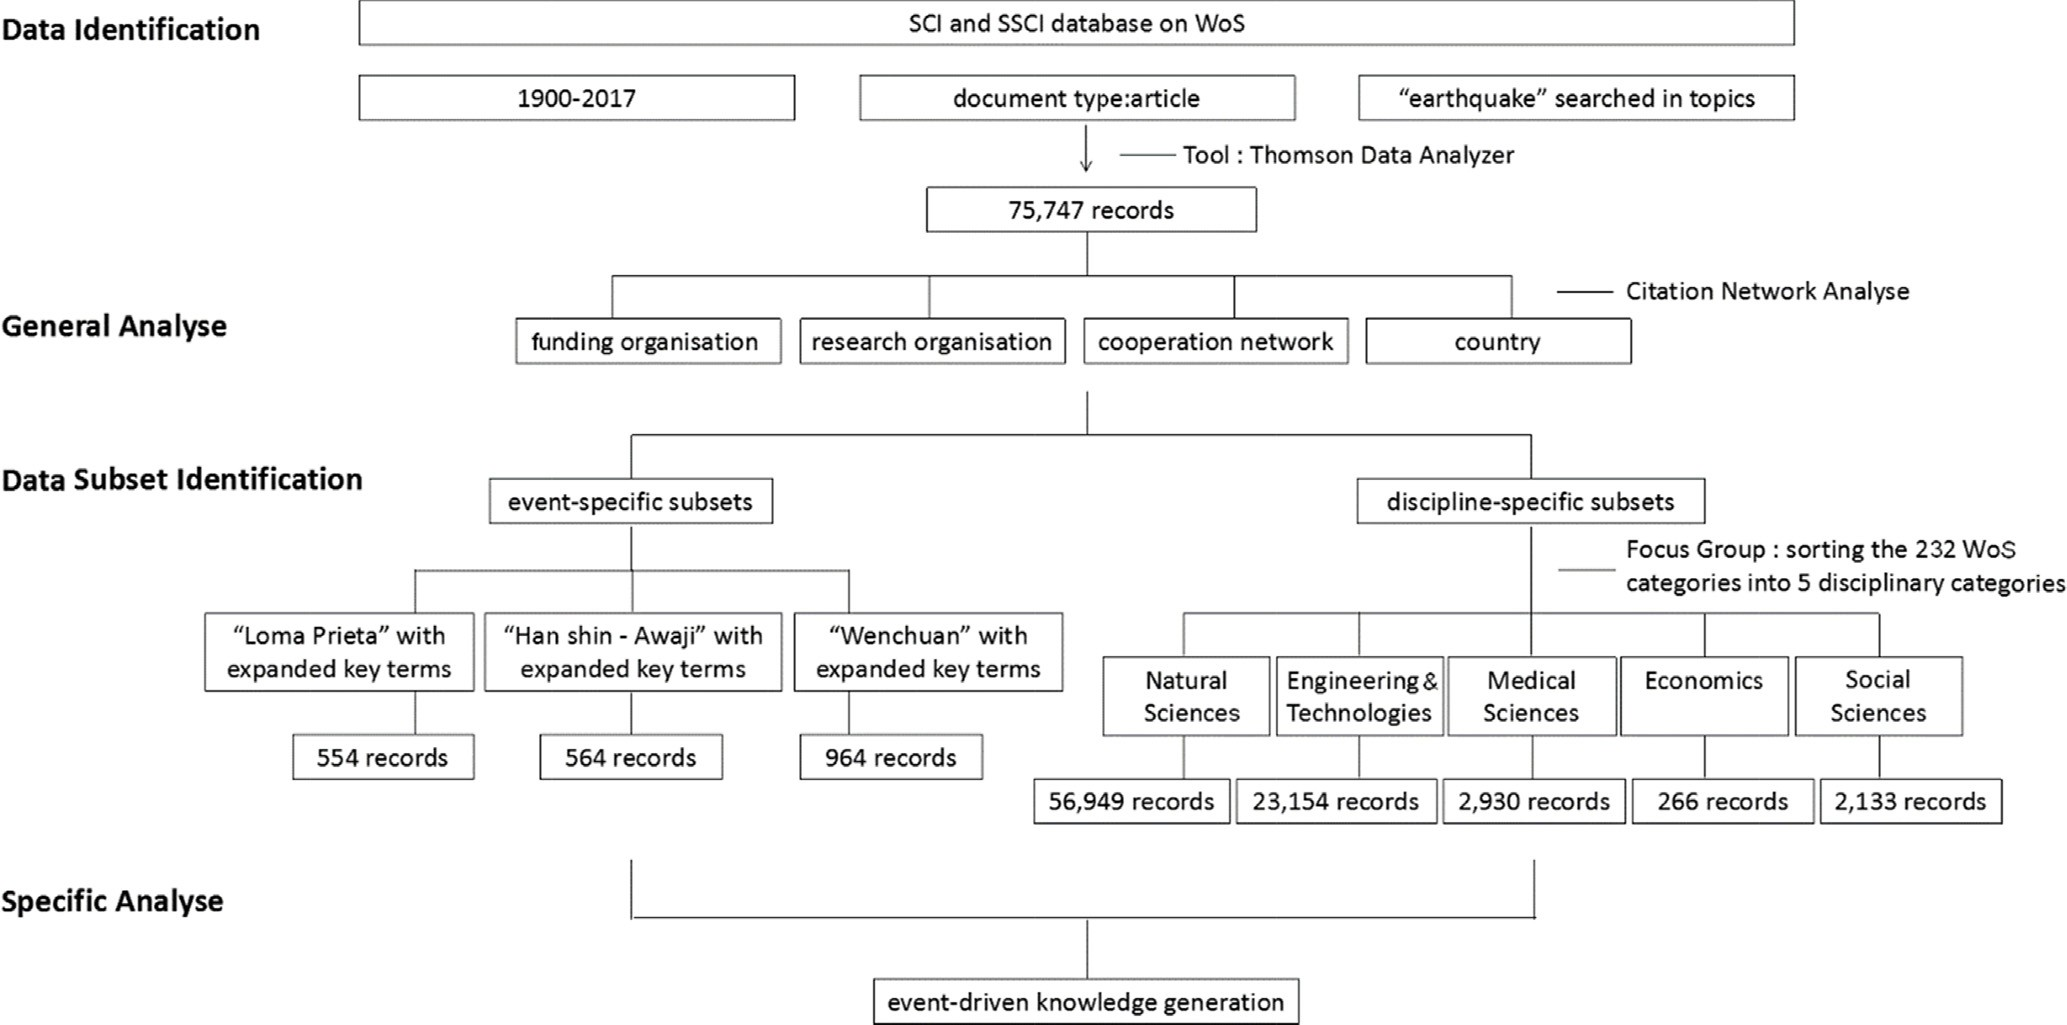 Data Identification
SCI and SSCI database on WoS
1900-2017
document type:article
“earthquake” searched in topics
Tool : Thomson Data Analyzer
75,747 records
Citation Network Analyse
General Analyse
funding organisation
research organisation
cooperation network
country
Data Subset Identification
event-specific subsets
discipline-specific subsets
Focus Group : sorting the 232 WoS
categories into 5 disciplinary categories
“Loma Prieta” with
expanded key terms
“Han shin - Awaji” with
expanded key terms
“Wenchuan” with
expanded key terms
Natural
Sciences
Engineering &
Technologies
Medical
Sciences
Economics
Social
Sciences
554 records
564 records
964 records
56,949 records
23,154 records
2,930 records
266 records
2,133 records
Specific Analyse
event-driven knowledge generation